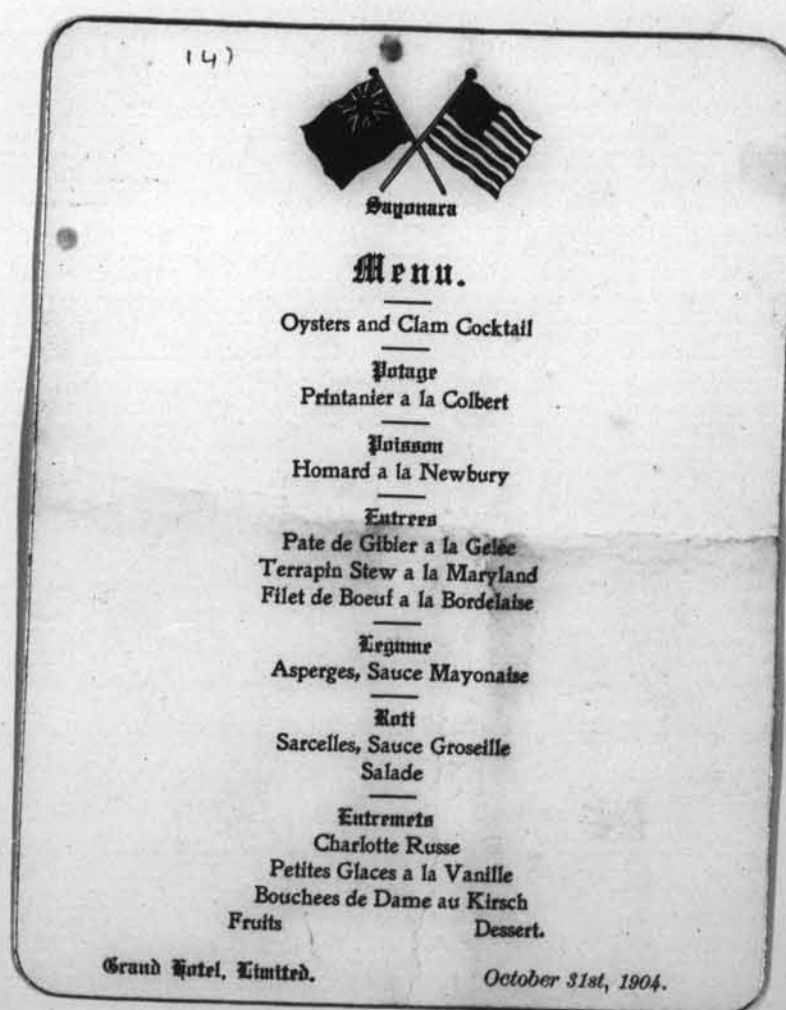 14)
Sayonara
Menu.
Oysters and Clam Cocktail
Potage
Printanier a la Colbert
Poisson
Homard a la Newbury
Entrees
Pate de Gibier a la Gelée
Terrapin Stew a la Maryland
Filet de Boeuf a la Bordelaise
Legume
Asperges, Sauce Mayonaise
Roti
Sarcelles, Sauce Groseille
Salade
Entremets
Charlotte Russe
Petites Glaces a la Vanille
Bouchees de Dame au Kirsch
Fruits Dessert.
Grand Hotel, Limited. October 31st, 1904.